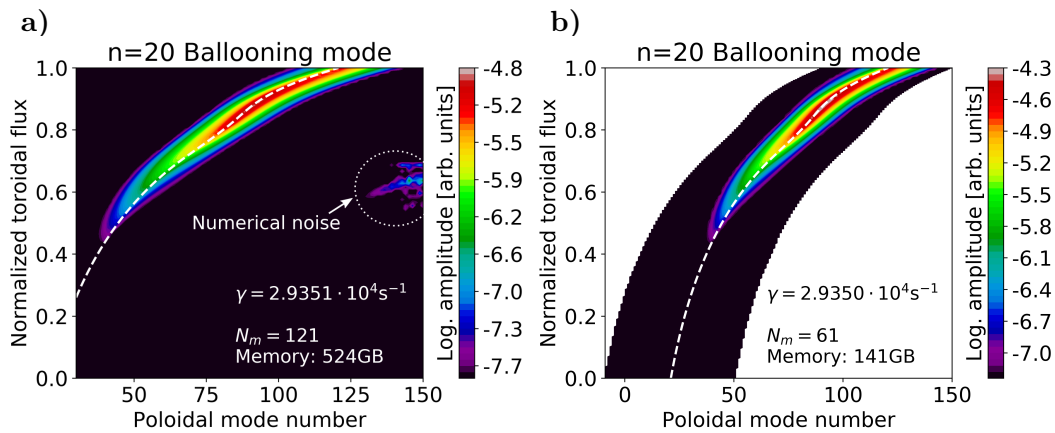 a)
n=20 Ballooning mode
Normalized toroidal flux
1.0
0.8
0.6
0.4
0.2
0.0
50
75
100
125
150
Poloidal mode number
Numerical noise
γ = 2.9351 · 10⁴s⁻¹
Nₘ = 121
Memory: 524GB
Log. amplitude [arb. units]
-4.8
-5.2
-5.5
-5.9
-6.2
-6.6
-7.0
-7.3
-7.7
b)
n=20 Ballooning mode
Normalized toroidal flux
1.0
0.8
0.6
0.4
0.2
0.0
0
50
100
150
Poloidal mode number
γ = 2.9350 · 10⁴s⁻¹
Nₘ = 61
Memory: 141GB
Log. amplitude [arb. units]
-4.3
-4.6
-4.9
-5.2
-5.5
-5.8
-6.1
-6.4
-6.7
-7.0